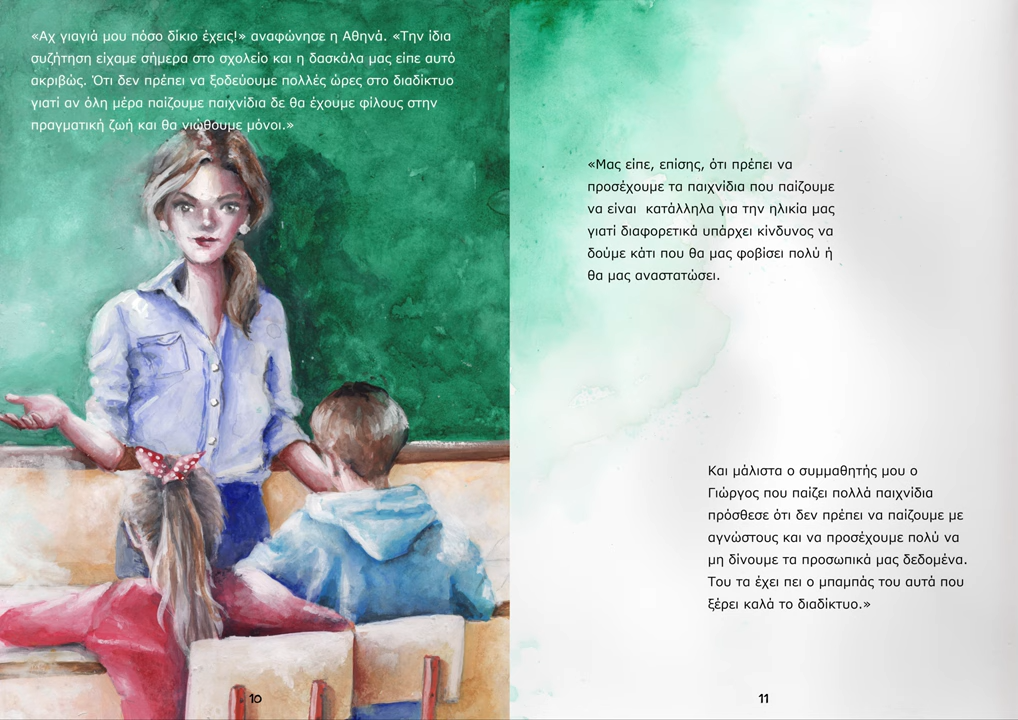 «Αχ γιαγιά μου πόσο δίκιο έχεις!» αναφώνησε η Αθηνά. «Την ίδια
συζήτηση είχαμε σήμερα στο σχολείο και η δασκάλα μας είπε αυτό
ακριβώς. Ότι δεν πρέπει να ξοδεύουμε πολλές ώρες στο διαδίκτυο
γιατί αν όλη μέρα παίζουμε παιχνίδια δε θα έχουμε φίλους στην
πραγματική ζωή και θα νιώθουμε μόνοι.»
«Μας είπε, επίσης, ότι πρέπει να
προσέχουμε τα παιχνίδια που παίζουμε
να είναι  κατάλληλα για την ηλικία μας
γιατί διαφορετικά υπάρχει κίνδυνος να
δούμε κάτι που θα μας φοβίσει πολύ ή
θα μας αναστατώσει.
Και μάλιστα ο συμμαθητής μου ο
Γιώργος που παίζει πολλά παιχνίδια
πρόσθεσε ότι δεν πρέπει να παίζουμε με
αγνώστους και να προσέχουμε πολύ να
μη δίνουμε τα προσωπικά μας δεδομένα.
Του τα έχει πει ο μπαμπάς του αυτά που
ξέρει καλά το διαδίκτυο.»
10
11